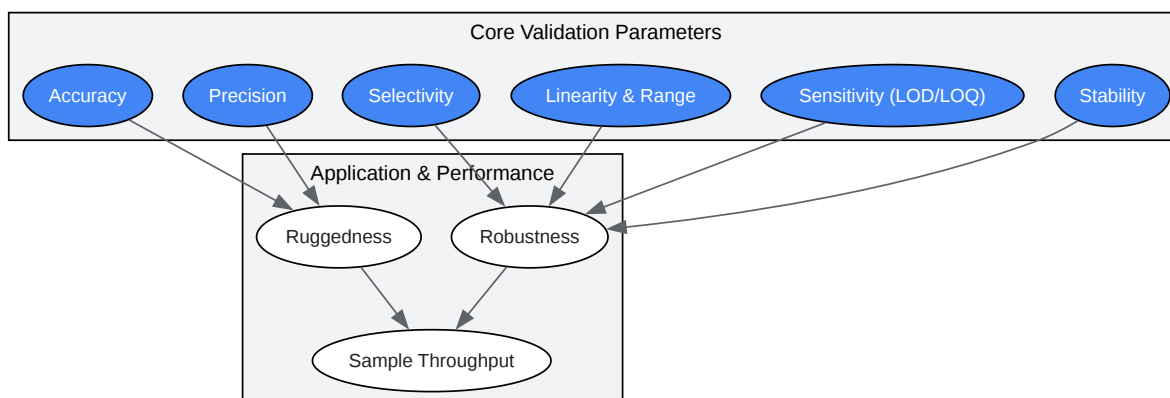 Core Validation Parameters
Accuracy
Precision
Selectivity
Linearity & Range
Sensitivity (LOD/LOQ)
Stability
Application & Performance
Ruggedness
Robustness
Sample Throughput